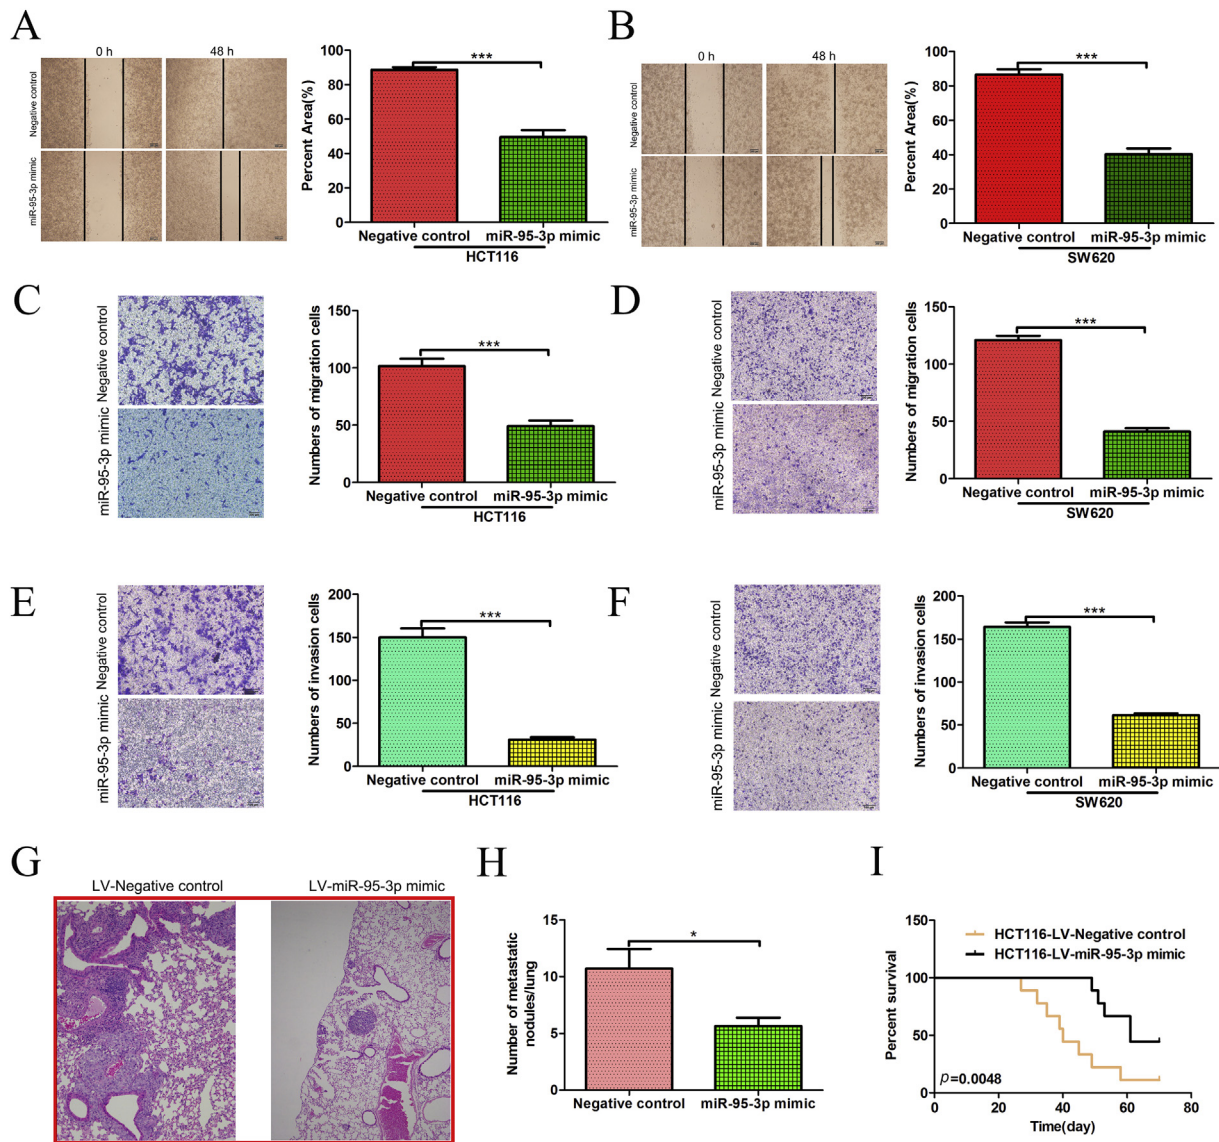 A
0 h
48 h
Negative control
miR-95-3p mimic
Percent Area(%)
100
80
60
40
20
0
***
Negative control
miR-95-3p mimic
HCT116
B
0 h
48 h
Negative control
miR-95-3p mimic
Percent Area(%)
100
80
60
40
20
0
***
Negative control
miR-95-3p mimic
SW620
C
Negative control
miR-95-3p mimic
Numbers of migration cells
150
100
50
0
***
Negative control
miR-95-3p mimic
HCT116
D
Negative control
miR-95-3p mimic
Numbers of migration cells
150
100
50
0
***
Negative control
miR-95-3p mimic
SW620
E
Negative control
miR-95-3p mimic
Numbers of invasion cells
200
150
100
50
0
***
Negative control
miR-95-3p mimic
HCT116
F
Negative control
miR-95-3p mimic
Numbers of invasion cells
200
150
100
50
0
***
Negative control
miR-95-3p mimic
SW620
G
LV-Negative control
LV-miR-95-3p mimic
H
Number of metastatic
nodules/lung
15
10
5
0
*
Negative control
miR-95-3p mimic
I
HCT116-LV-Negative control
HCT116-LV-miR-95-3p mimic
Percent survival
100
50
0
p=0.0048
0
20
40
60
80
Time(day)